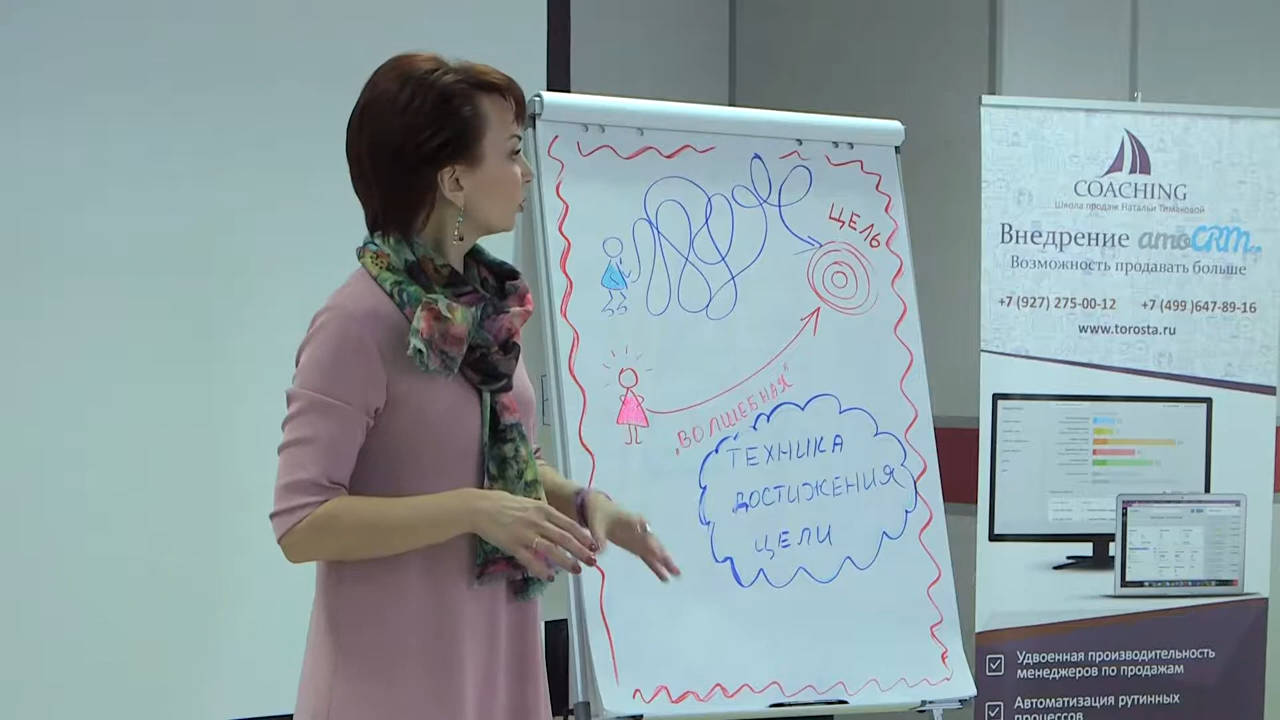 ЦЕЛЬ
„ВОЛШЕБНАЯ"
ТЕХНИКА
ДОСТИЖЕНИЯ
ЦЕЛИ
COACHING
Школа продаж Натальи Тимановой
Внедрение amoCRM.
Возможность продавать больше
+7 (927) 275-00-12 +7 (499 )647-89-16
www.torosta.ru
Удвоенная производительность
менеджеров по продажам
Автоматизация рутинных
процессов